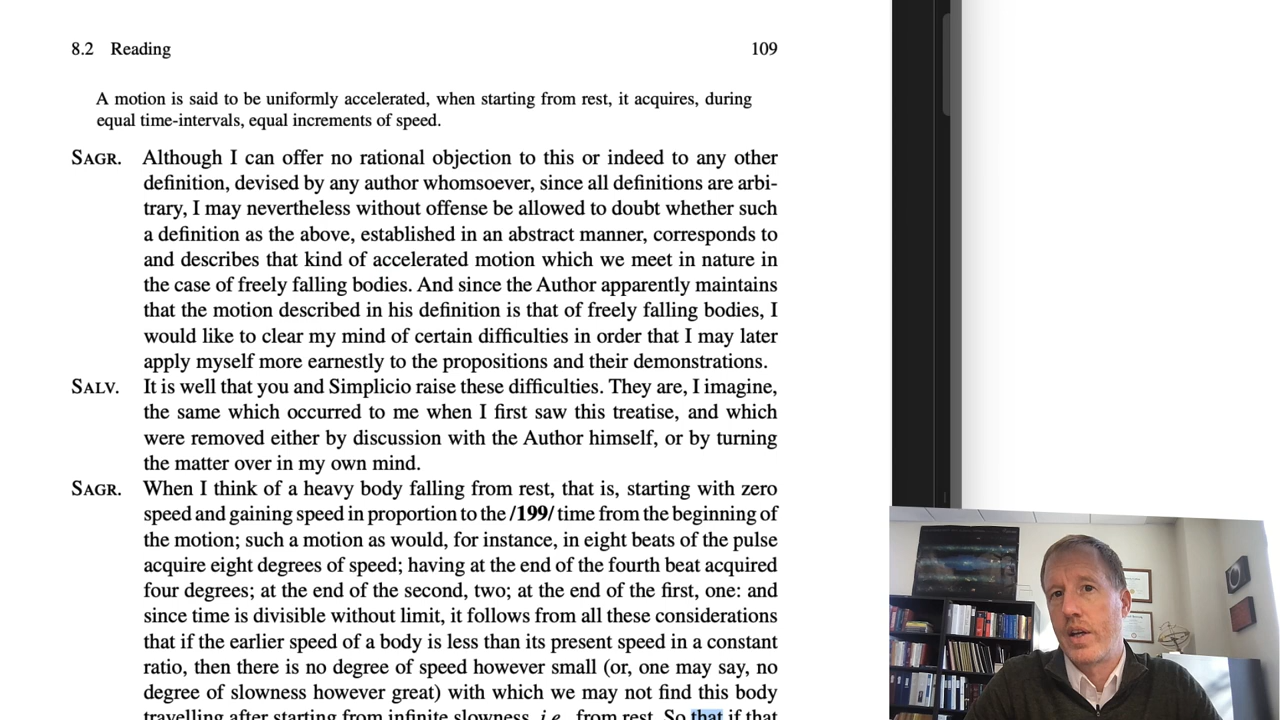 8.2 Reading 109
A motion is said to be uniformly accelerated, when starting from rest, it acquires, during
equal time-intervals, equal increments of speed.
SAGR. Although I can offer no rational objection to this or indeed to any other
definition, devised by any author whomsoever, since all definitions are arbi-
trary, I may nevertheless without offense be allowed to doubt whether such
a definition as the above, established in an abstract manner, corresponds to
and describes that kind of accelerated motion which we meet in nature in
the case of freely falling bodies. And since the Author apparently maintains
that the motion described in his definition is that of freely falling bodies, I
would like to clear my mind of certain difficulties in order that I may later
apply myself more earnestly to the propositions and their demonstrations.
SALV. It is well that you and Simplicio raise these difficulties. They are, I imagine,
the same which occurred to me when I first saw this treatise, and which
were removed either by discussion with the Author himself, or by turning
the matter over in my own mind.
SAGR. When I think of a heavy body falling from rest, that is, starting with zero
speed and gaining speed in proportion to the /199/ time from the beginning of
the motion; such a motion as would, for instance, in eight beats of the pulse
acquire eight degrees of speed; having at the end of the fourth beat acquired
four degrees; at the end of the second, two; at the end of the first, one: and
since time is divisible without limit, it follows from all these considerations
that if the earlier speed of a body is less than its present speed in a constant
ratio, then there is no degree of speed however small (or, one may say, no
degree of slowness however great) with which we may not find this body
travelling after starting from infinite slowness, i.e., from rest. So that if that